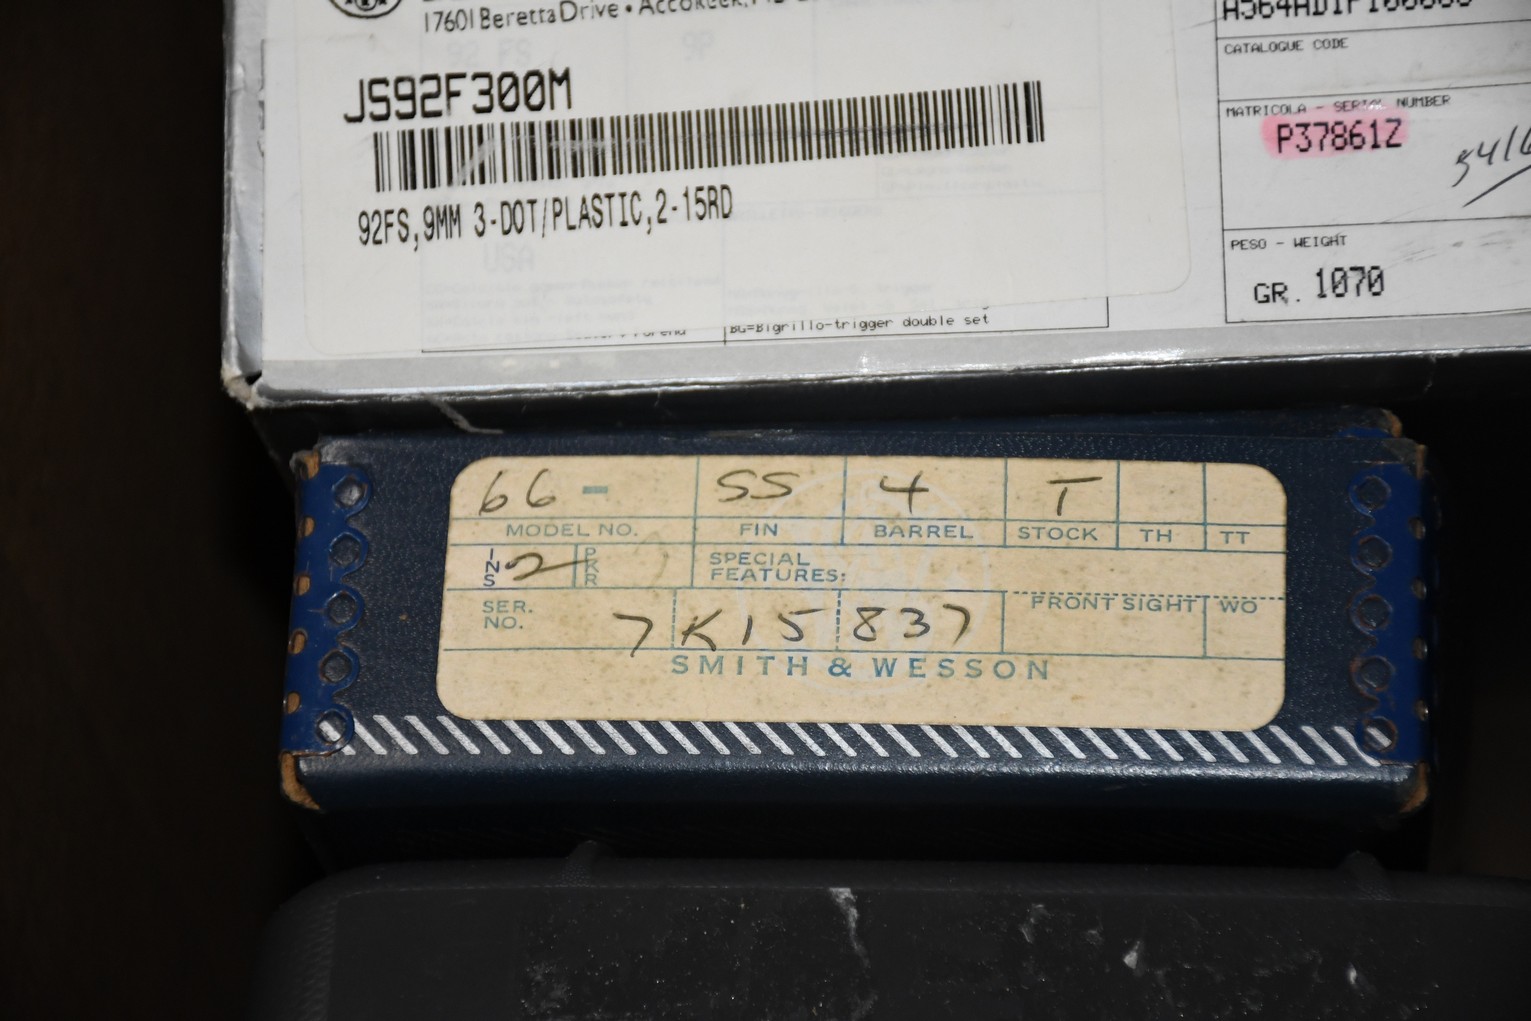 17601 Beretta Drive • Accokeek,
JS92F300M
92FS,9MM 3-DOT/PLASTIC,2-15RD
USA
BG=Bigrillo-trigger double set
CATALOGUE CODE
MATRICOLA - SERIAL NUMBER
P37861Z
PESO - WEIGHT
GR. 1070
66 - SS 4 T
MODEL NO. FIN BARREL STOCK TH TT
INS 2 PKR SPECIAL FEATURES:
SER. NO. 7K15837 FRONT SIGHT WO
SMITH & WESSON